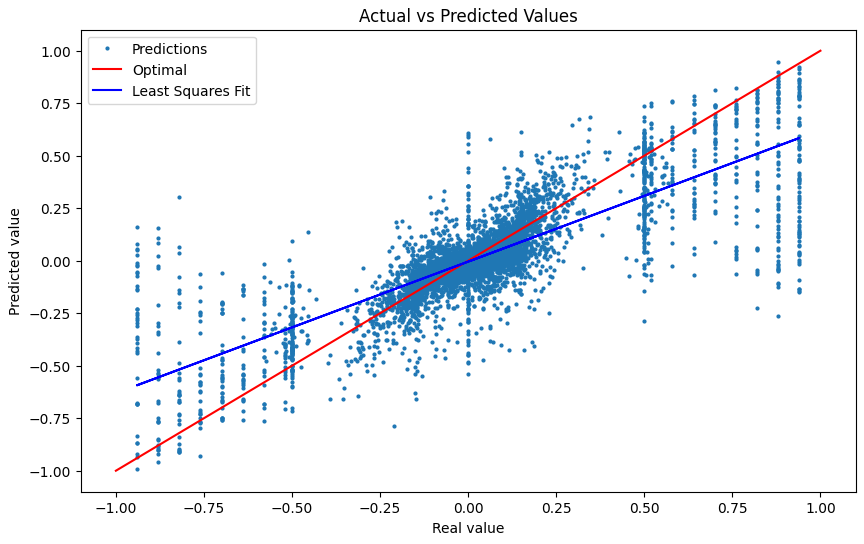 Actual vs Predicted Values
Predictions
Optimal
Least Squares Fit
1.00
0.75
0.50
0.25
0.00
−0.25
−0.50
−0.75
−1.00
Predicted value
−1.00 −0.75 −0.50 −0.25 0.00 0.25 0.50 0.75 1.00
Real value